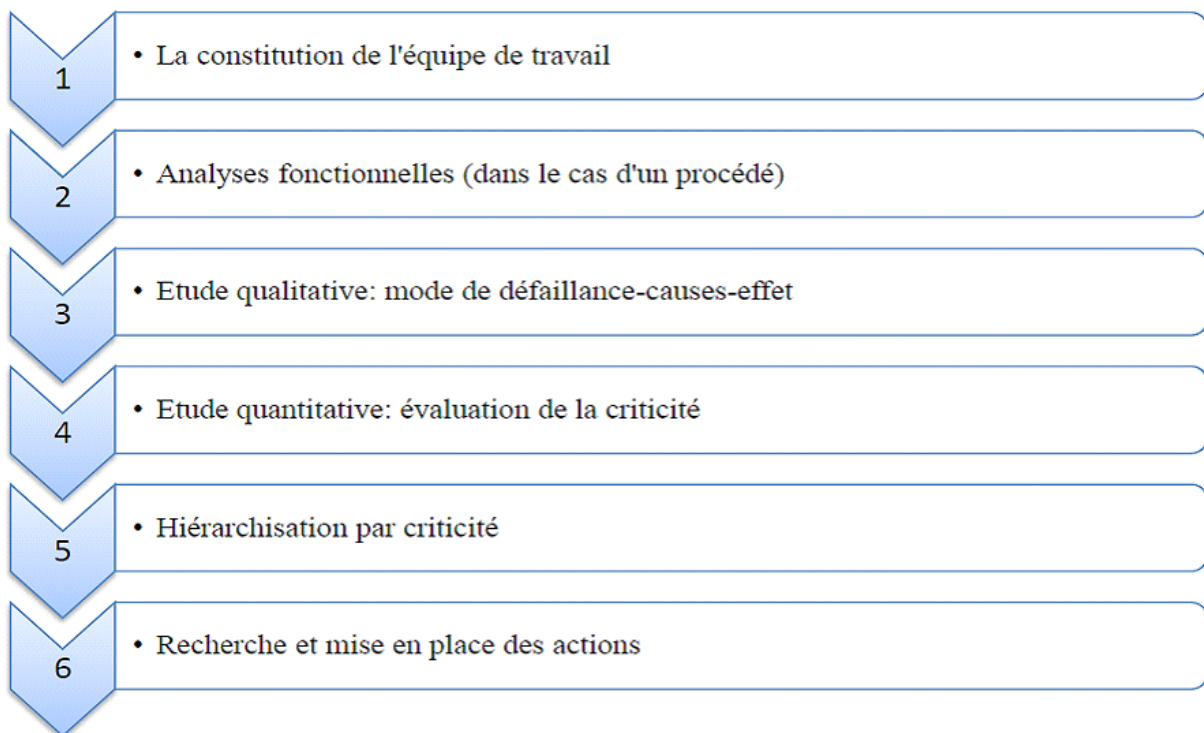 1
• La constitution de l'équipe de travail
2
• Analyses fonctionnelles (dans le cas d'un procédé)
3
• Etude qualitative: mode de défaillance-causes-effet
4
• Etude quantitative: évaluation de la criticité
5
• Hiérarchisation par criticité
6
• Recherche et mise en place des actions